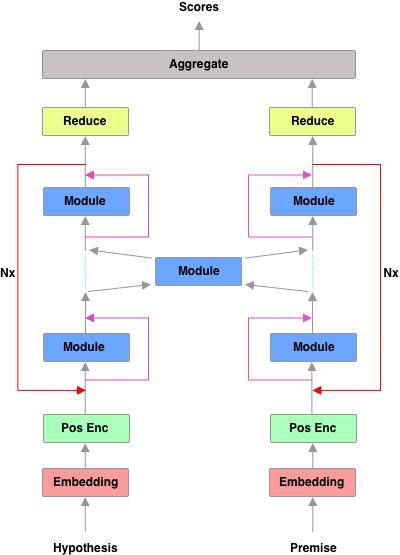 Scores
Aggregate
Reduce Reduce
Module Module
Nx Module Nx
Module Module
Pos Enc Pos Enc
Embedding Embedding
Hypothesis Premise